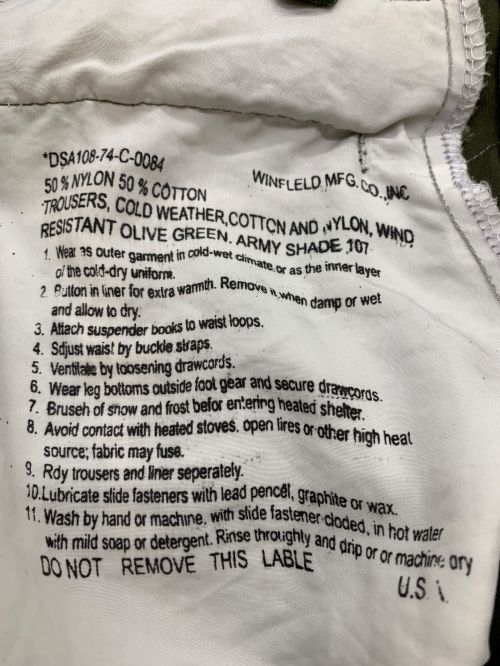 *DSA108-74-C-0084
WINFLELD MFG. CO., INC
50 % NYLON 50 % COTTON
TROUSERS, COLD WEATHER, COTTCN AND NYLON, WIND
RESISTANT OLIVE GREEN. ARMY SHADE 107
1. Wear as outer garment in cold-wet climate or as the inner layer
of the cold-dry uniform.
2. Button in liner for extra warmth. Remove it when damp or wet
and allow to dry.
3. Attach suspender books to waist loops.
4. Sdjust waist by buckle straps.
5. Ventilate by loosening drawcords.
6. Wear leg bottoms outside foot gear and secure drawcords.
7. Bruseh of snow and frost befor entering heated shelter.
8. Avoid contact with heated stoves, open lires or other high heal
source; fabric may fuse.
9. Rdy trousers and liner seperately.
10.Lubricate slide fasteners with lead pencel, graphite or wax.
11. Wash by hand or machine, with slide fastener cloded, in hot water
with mild soap or detergent. Rinse throughly and drip or or machine ory
DO NOT REMOVE THIS LABLE
U.S